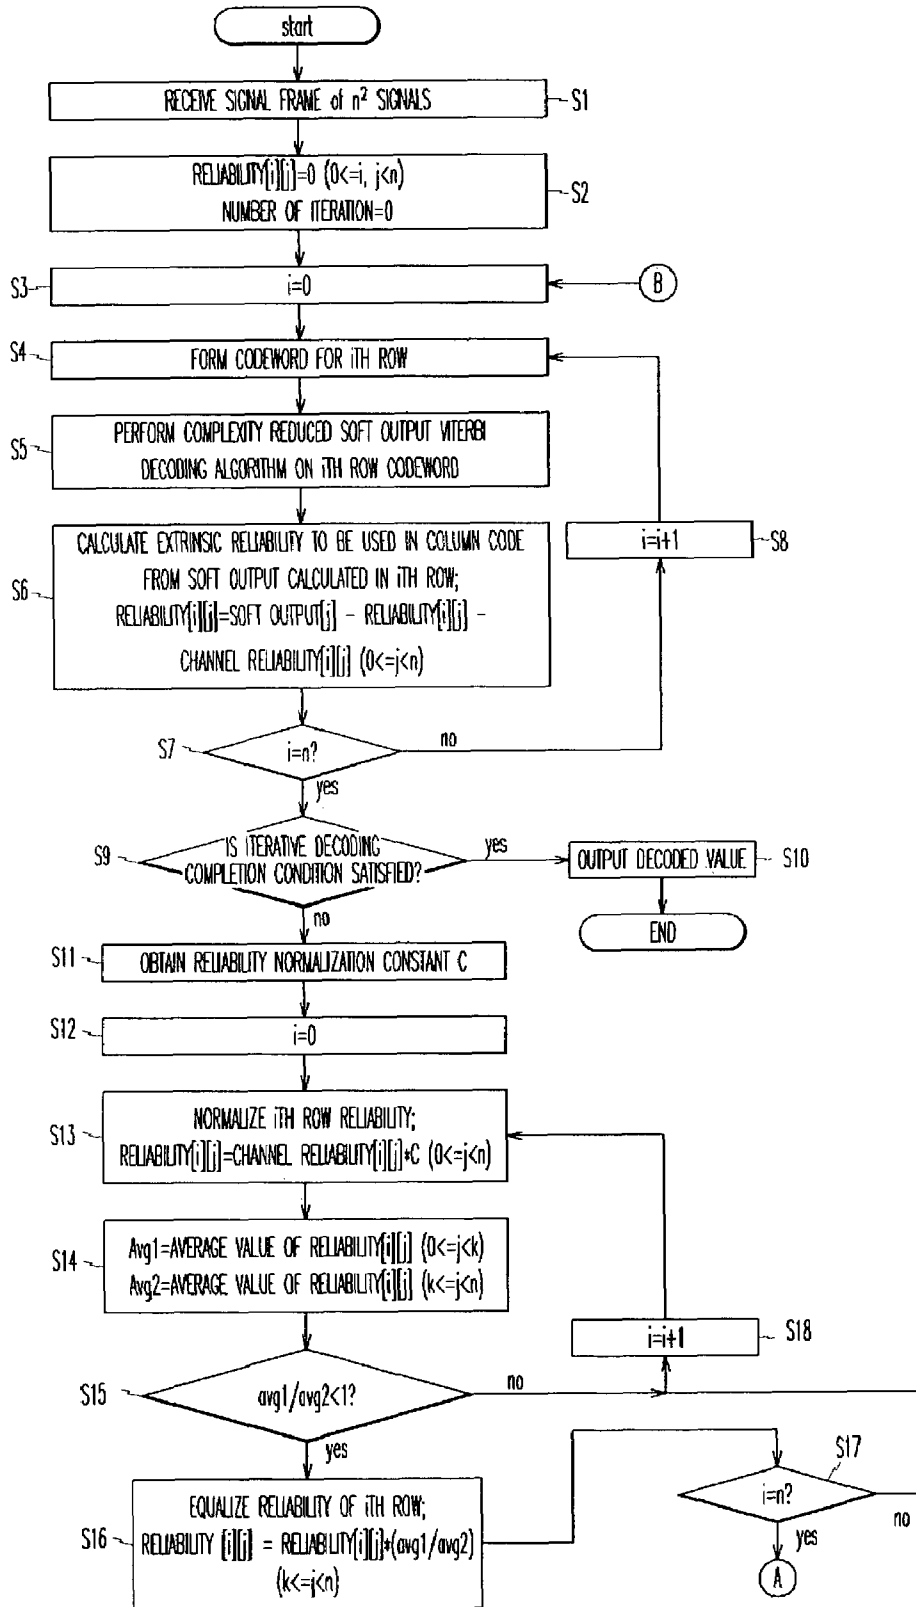 start
RECEIVE SIGNAL FRAME of n² SIGNALS
S1
RELIABILITY[i][j]=0 (0<=i, j<n)
NUMBER OF ITERATION=0
S2
S3
i=0
B
S4
FORM CODEWORD FOR iTH ROW
S5
PERFORM COMPLEXITY REDUCED SOFT OUTPUT VITERBI
DECODING ALGORITHM ON iTH ROW CODEWORD
S6
CALCULATE EXTRINSIC RELIABILITY TO BE USED IN COLUMN CODE
FROM SOFT OUTPUT CALCULATED IN iTH ROW;
RELIABILITY[i][j]=SOFT OUTPUT[j] - RELIABILITY[i][j] -
CHANNEL RELIABILITY[i][j] (0<=j<n)
i=i+1
S8
S7
i=n?
no
yes
S9
IS ITERATIVE DECODING
COMPLETION CONDITION SATISFIED?
yes
no
OUTPUT DECODED VALUE
S10
END
S11
OBTAIN RELIABILITY NORMALIZATION CONSTANT C
S12
i=0
S13
NORMALIZE iTH ROW RELIABILITY;
RELIABILITY[i][j]=CHANNEL RELIABILITY[i][j]*C (0<=j<n)
S14
Avg1=AVERAGE VALUE OF RELIABILITY[i][j] (0<=j<k)
Avg2=AVERAGE VALUE OF RELIABILITY[i][j] (k<=j<n)
i=i+1
S18
S15
avg1/avg2<1?
no
yes
S16
EQUALIZE RELIABILITY OF iTH ROW;
RELIABILITY [i][j] = RELIABILITY[i][j]*(avg1/avg2)
(k<=j<n)
S17
i=n?
no
yes
A